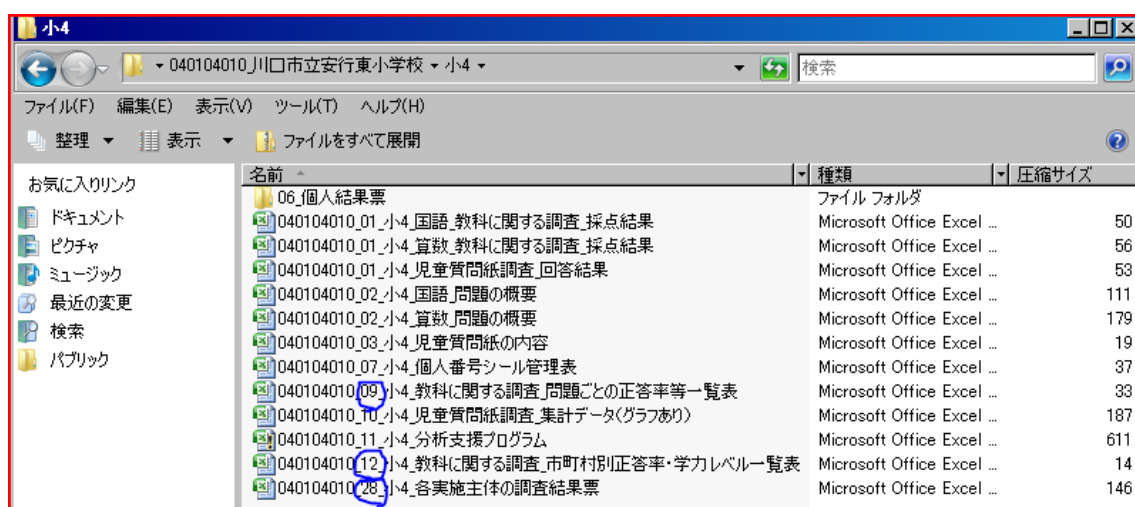 小4
040104010_川口市立安行東小学校 小4
検索
ファイル(F) 編集(E) 表示(V) ツール(T) ヘルプ(H)
整理 表示 ファイルをすべて展開
お気に入りリンク
ドキュメント
ピクチャ
ミュージック
最近の変更
検索
パブリック
名前 種類 圧縮サイズ
06_個人結果票 ファイル フォルダ
040104010_01_小4_国語_教科に関する調査_採点結果 Microsoft Office Excel ... 50
040104010_01_小4_算数_教科に関する調査_採点結果 Microsoft Office Excel ... 56
040104010_01_小4_児童質問紙調査_回答結果 Microsoft Office Excel ... 53
040104010_02_小4_国語_問題の概要 Microsoft Office Excel ... 111
040104010_02_小4_算数_問題の概要 Microsoft Office Excel ... 179
040104010_03_小4_児童質問紙の内容 Microsoft Office Excel ... 19
040104010_07_小4_個人番号シール管理表 Microsoft Office Excel ... 37
040104010_09_小4_教科に関する調査_問題ごとの正答率等一覧表 Microsoft Office Excel ... 33
040104010_10_小4_児童質問紙調査_集計データ(グラフあり) Microsoft Office Excel ... 187
040104010_11_小4_分析支援プログラム Microsoft Office Excel ... 611
040104010_12_小4_教科に関する調査_市町村別正答率・学力レベル一覧表 Microsoft Office Excel ... 14
040104010_28_小4_各実施主体の調査結果票 Microsoft Office Excel ... 146